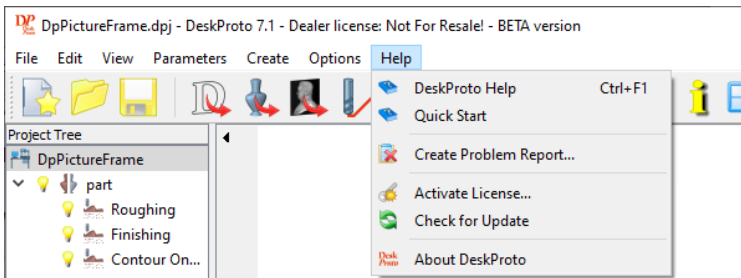 DpPictureFrame.dpj - DeskProto 7.1 - Dealer license: Not For Resale! - BETA version
File Edit View Parameters Create Options Help
DeskProto Help Ctrl+F1
Quick Start
Create Problem Report...
Activate License...
Check for Update
About DeskProto
Project Tree
DpPictureFrame
part
Roughing
Finishing
Contour On...